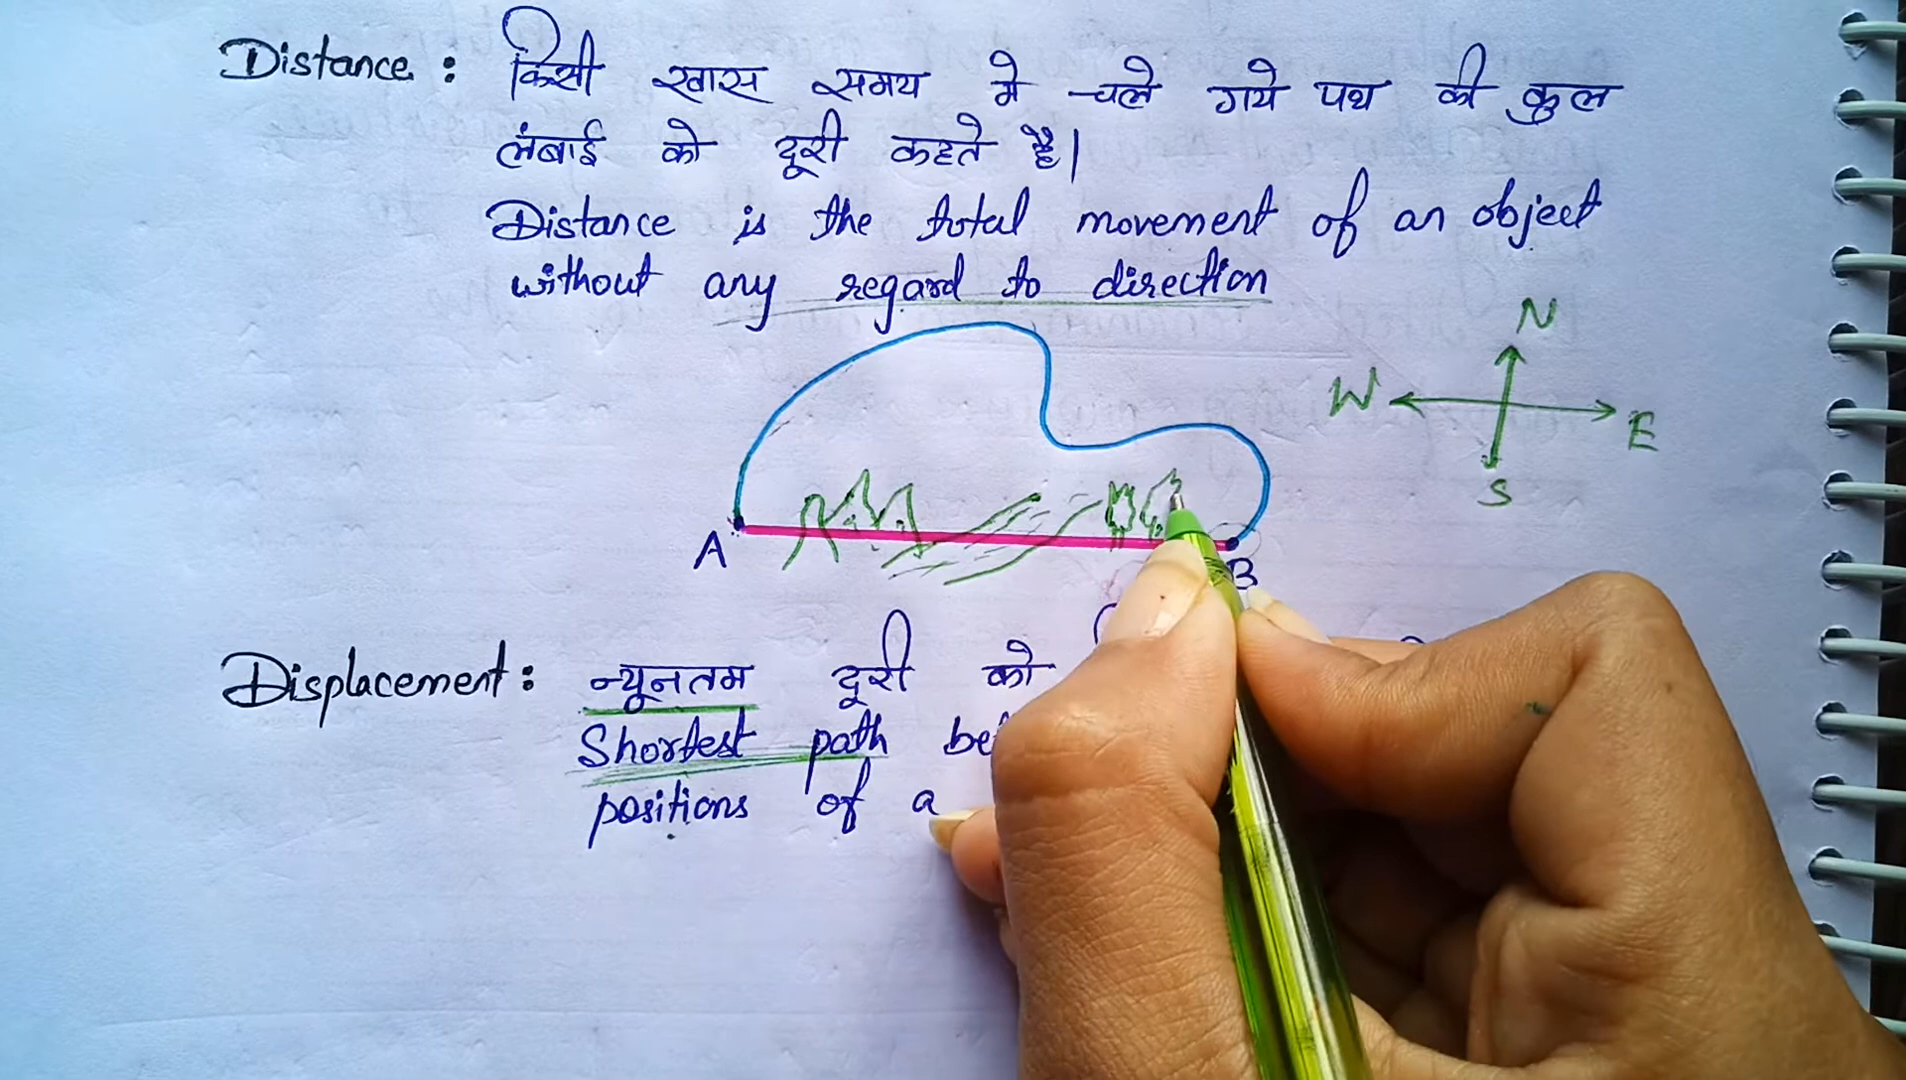 Distance : किसी खास समय मे चले गये पथ की कुल
लंबाई को दूरी कहते है।
Distance is the total movement of an object
without any regard to direction
N
W
E
S
A
B
Displacement : न्यूनतम दूरी को
Shortest path
positions of a